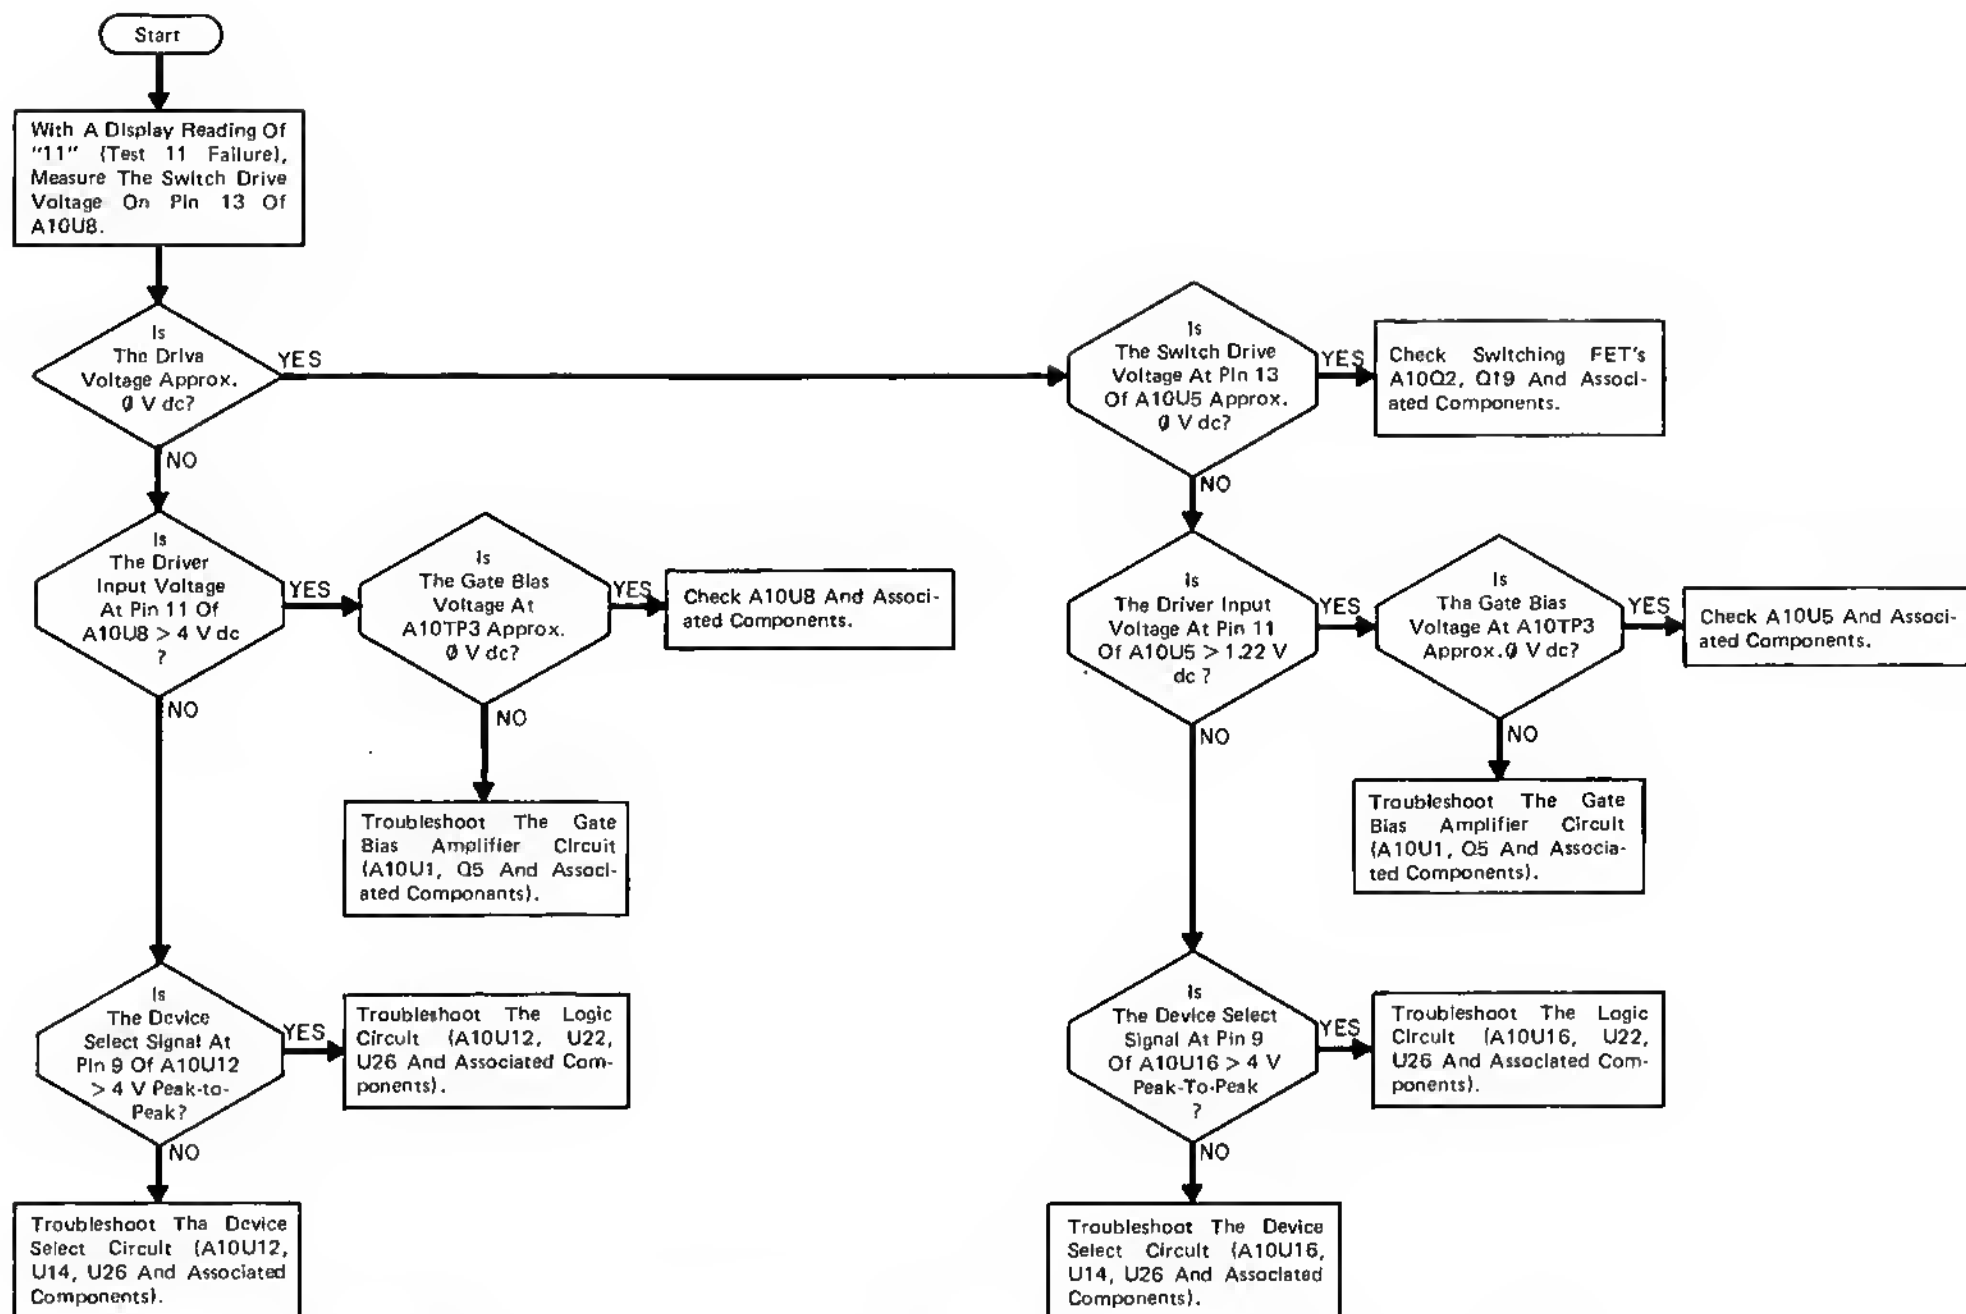 Start
With A Display Reading Of
"11" (Test 11 Failure),
Measure The Switch Drive
Voltage On Pin 13 Of
A10U8.
Is
The Driva
Voltage Approx.
0 V dc?
YES
NO
Is
The Switch Drive
Voltage At Pin 13
Of A10U5 Approx.
0 V dc?
YES
NO
Check Switching FET's
A10Q2, Q19 And Associ-
ated Components.
Is
The Driver
Input Voltage
At Pin 11 Of
A10U8 > 4 V dc
?
YES
NO
Is
The Gate Bias
Voltage At
A10TP3 Approx.
0 V dc?
YES
NO
Check A10U8 And Associ-
ated Components.
Is
The Driver Input
Voltage At Pin 11
Of A10U5 > 1.22 V
dc ?
YES
NO
Is
Tha Gate Bias
Voltage At A10TP3
Approx. 0 V dc?
YES
NO
Check A10U5 And Associ-
ated Components.
Troubleshoot The Gate
Bias Amplifier Circuit
(A10U1, Q5 And Associ-
ated Componants).
Troubleshoot The Gate
Bias Amplifier Circuit
(A10U1, Q5 And Associa-
ted Components).
Is
The Device
Select Signal At
Pin 9 Of A10U12
> 4 V Peak-to-
Peak?
YES
NO
Troubleshoot The Logic
Circuit (A10U12, U22,
U26 And Associated Com-
ponents).
Is
The Device Select
Signal At Pin 9
Of A10U16 > 4 V
Peak-To-Peak
?
YES
NO
Troubleshoot The Logic
Circuit (A10U16, U22,
U26 And Associated Com-
ponents).
Troubleshoot Tha Device
Select Circuit (A10U12,
U14, U26 And Associated
Components).
Troubleshoot The Device
Select Circuit (A10U16,
U14, U26 And Associated
Components).